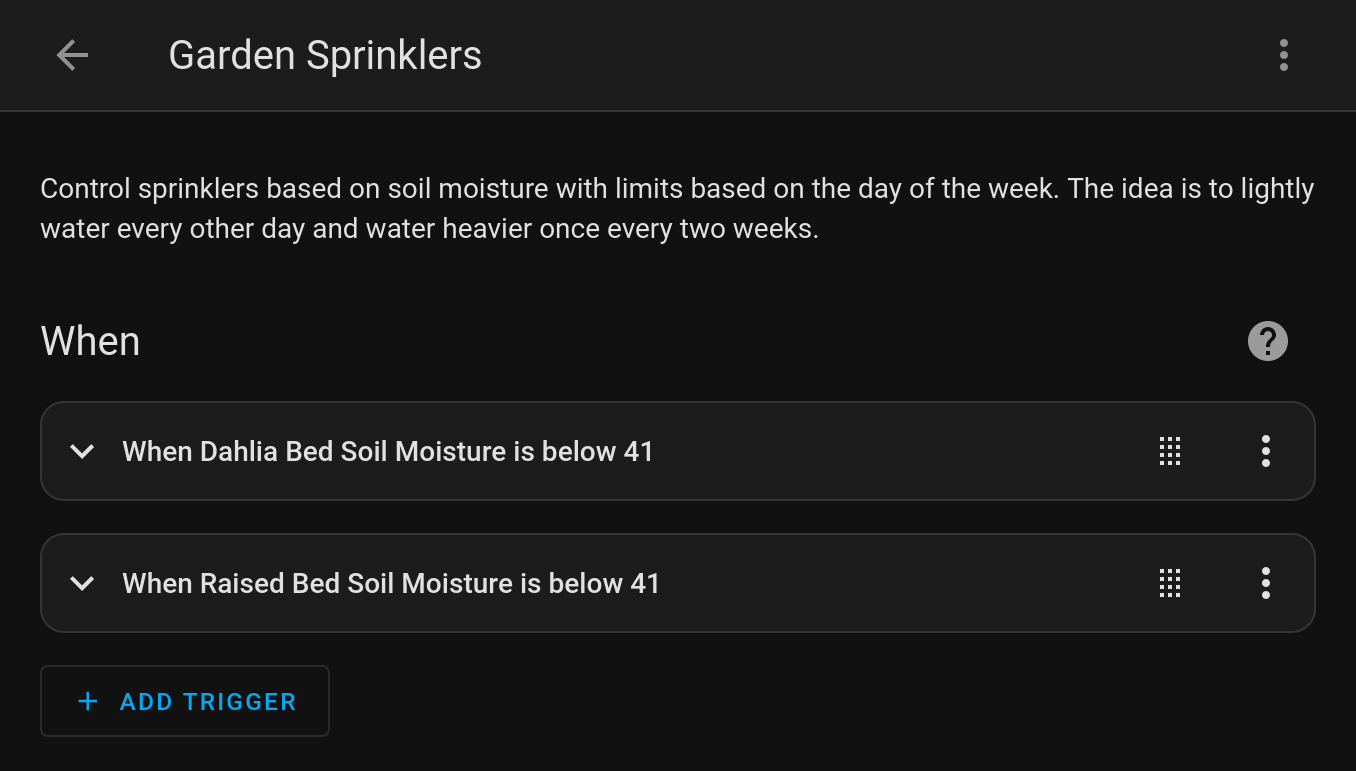 Garden Sprinklers
Control sprinklers based on soil moisture with limits based on the day of the week. The idea is to lightly
water every other day and water heavier once every two weeks.
When
When Dahlia Bed Soil Moisture is below 41
When Raised Bed Soil Moisture is below 41
ADD TRIGGER